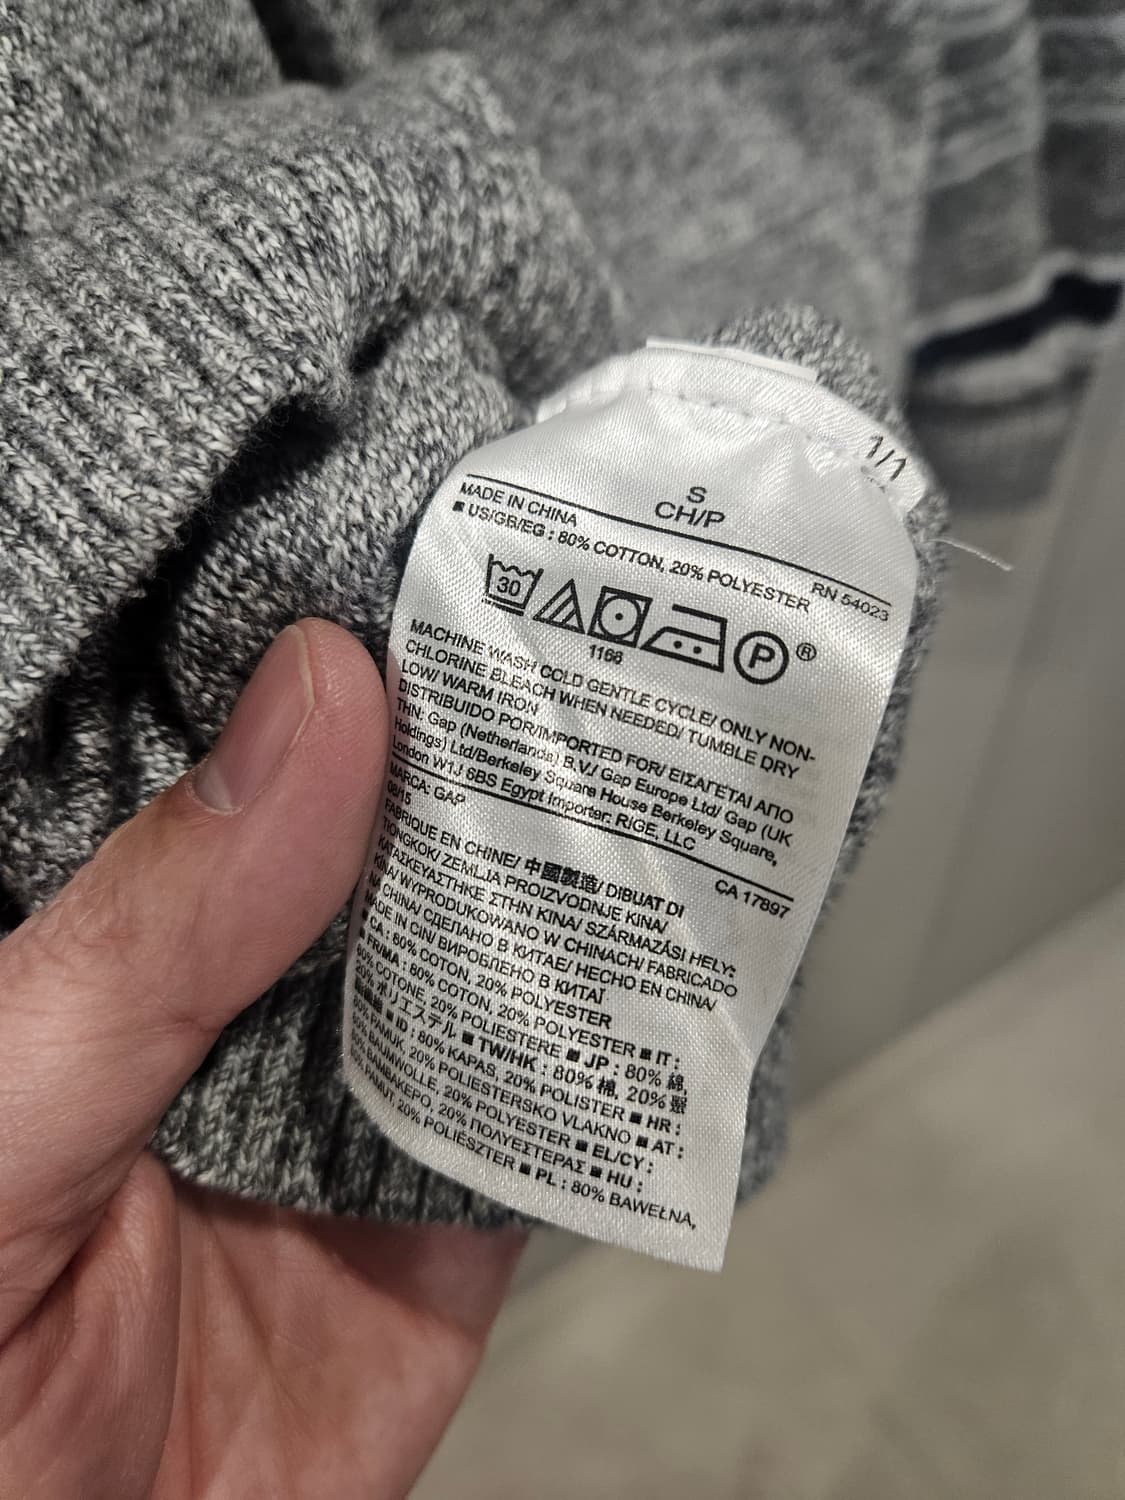 1/1
S
CH/P
MADE IN CHINA RN 54023
■ US/GB/EG : 80% COTTON, 20% POLYESTER
30 P ®
1166
MACHINE WASH COLD GENTLE CYCLE/ ONLY NON-
CHLORINE BLEACH WHEN NEEDED/ TUMBLE DRY
LOW/ WARM IRON
DISTRIBUIDO POR/IMPORTED FOR/ ΕΙΣΑΓΕΤΑΙ ΑΠΟ
THN: Gap (Netherlands) B.V./ Gap Europe Ltd/ Gap (UK
Holdings) Ltd/Berkeley Square House Berkeley Square,
London W1J 6BS Egypt Importer: RIGE, LLC
MARCA: GAP CA 17897
08/15
FABRIQUE EN CHINE/ 中國製造/ DIBUAT DI
TIONGKOK/ ZEMLJA PROIZVODNJE KINA/
ΚΑΤΑΣΚΕΥΑΣΤΗΚΕ ΣΤΗΝ ΚΙΝΑ/ SZÁRMAZÁSI HELY:
KÍNA/ WYPRODUKOWANO W CHINACH/ FABRICADO
NA CHINA/ СДЕЛАНО В КИТАЕ/ HECHO EN CHINA/
MADE IN CIN/ ВИРОБЛЕНО В КИТАЇ
■ CA : 80% COTON, 20% POLYESTER
■ FR/MA : 80% COTON, 20% POLYESTER ■ IT :
80% COTONE, 20% POLIESTERE ■ JP : 80% 綿,
20% ポリエステル ■ TW/HK : 80% 棉, 20% 聚
■ ID : 80% KAPAS, 20% POLISTER ■ HR :
80% PAMUK, 20% POLIESTERSKO VLAKNO ■ AT :
80% BAUMWOLLE, 20% POLYESTER ■ EL/CY :
80% ΒΑΜΒΑΚΕΡΟ, 20% ΠΟΛΥΕΣΤΕΡΑΣ ■ HU :
80% PAMUT, 20% POLIÉSZTER ■ PL : 80% BAWEŁNA,